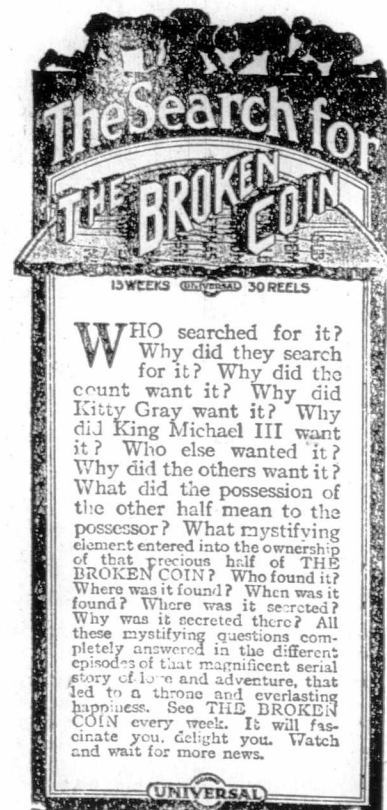 The Search for
THE BROKEN
COIN
15 WEEKS UNIVERSAL 30 REELS
WHO searched for it?
Why did they search
for it? Why did the
count want it? Why did
Kitty Gray want it? Why
did King Michael III want
it? Who else wanted it?
Why did the others want it?
What did the possession of
the other half mean to the
possessor? What mystifying
element entered into the ownership
of that precious half of THE
BROKEN COIN? Who found it?
Where was it found? When was it
found? Where was it secreted?
Why was it secreted there? All
these mystifying questions com-
pletely answered in the different
episodes of that magnificent serial
story of love and adventure, that
led to a throne and everlasting
happiness. See THE BROKEN
COIN every week. It will fas-
cinate you, delight you. Watch
and wait for more news.
UNIVERSAL